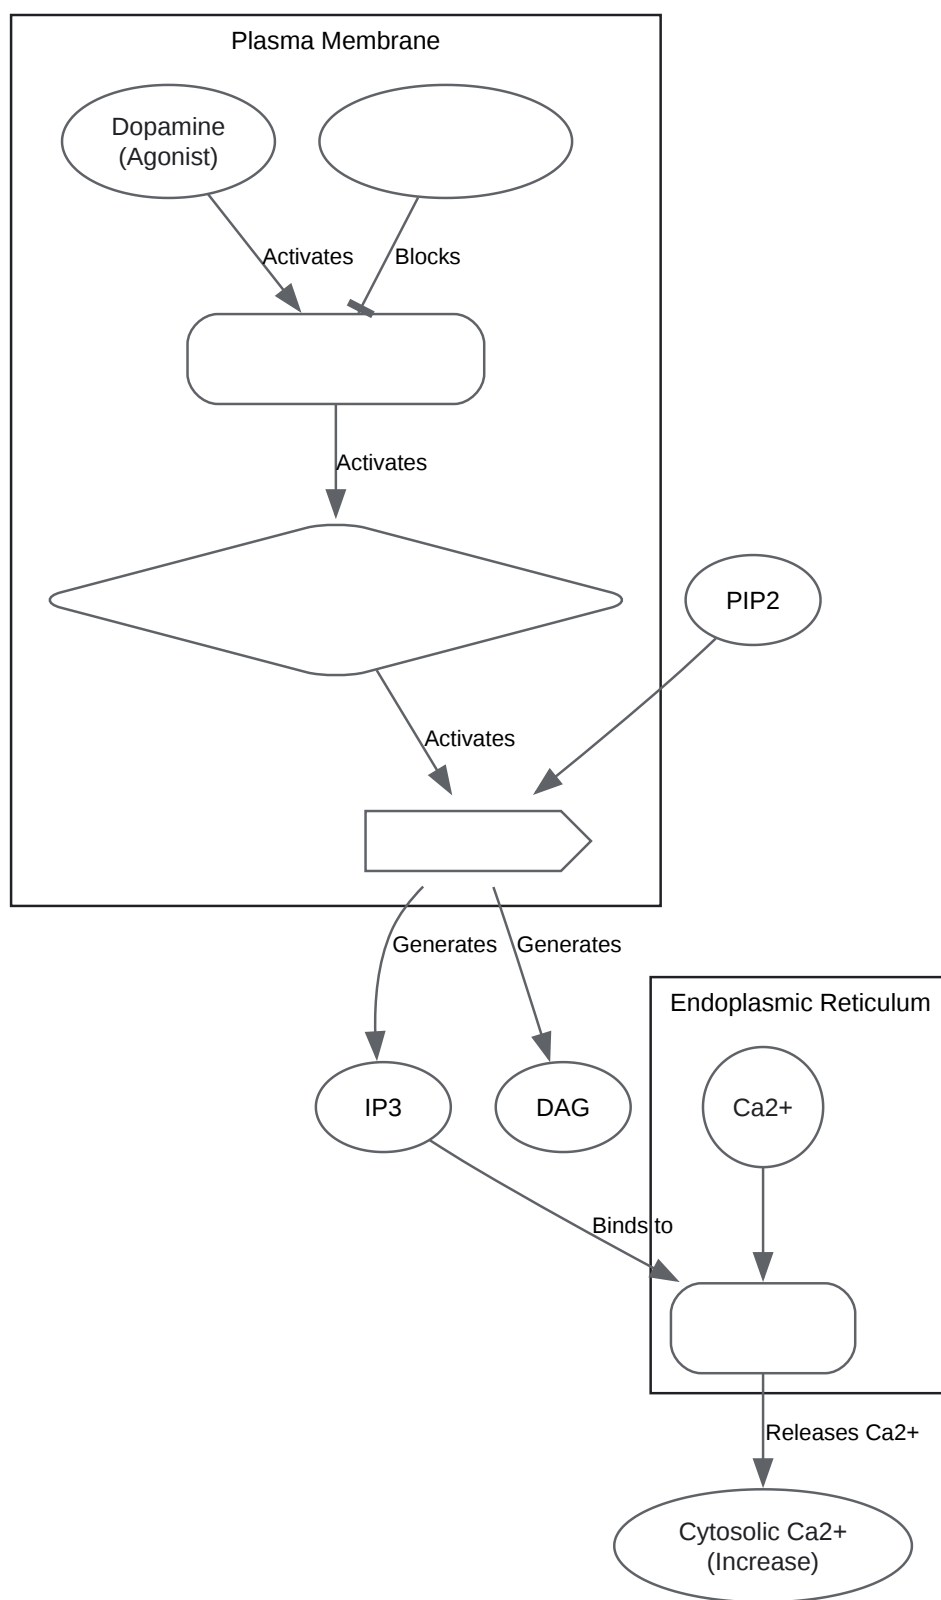 Plasma Membrane
Dopamine
(Agonist)
Activates
Blocks
Activates
PIP2
Activates
Generates
Generates
Endoplasmic Reticulum
IP3
DAG
Ca2+
Binds to
Releases Ca2+
Cytosolic Ca2+
(Increase)